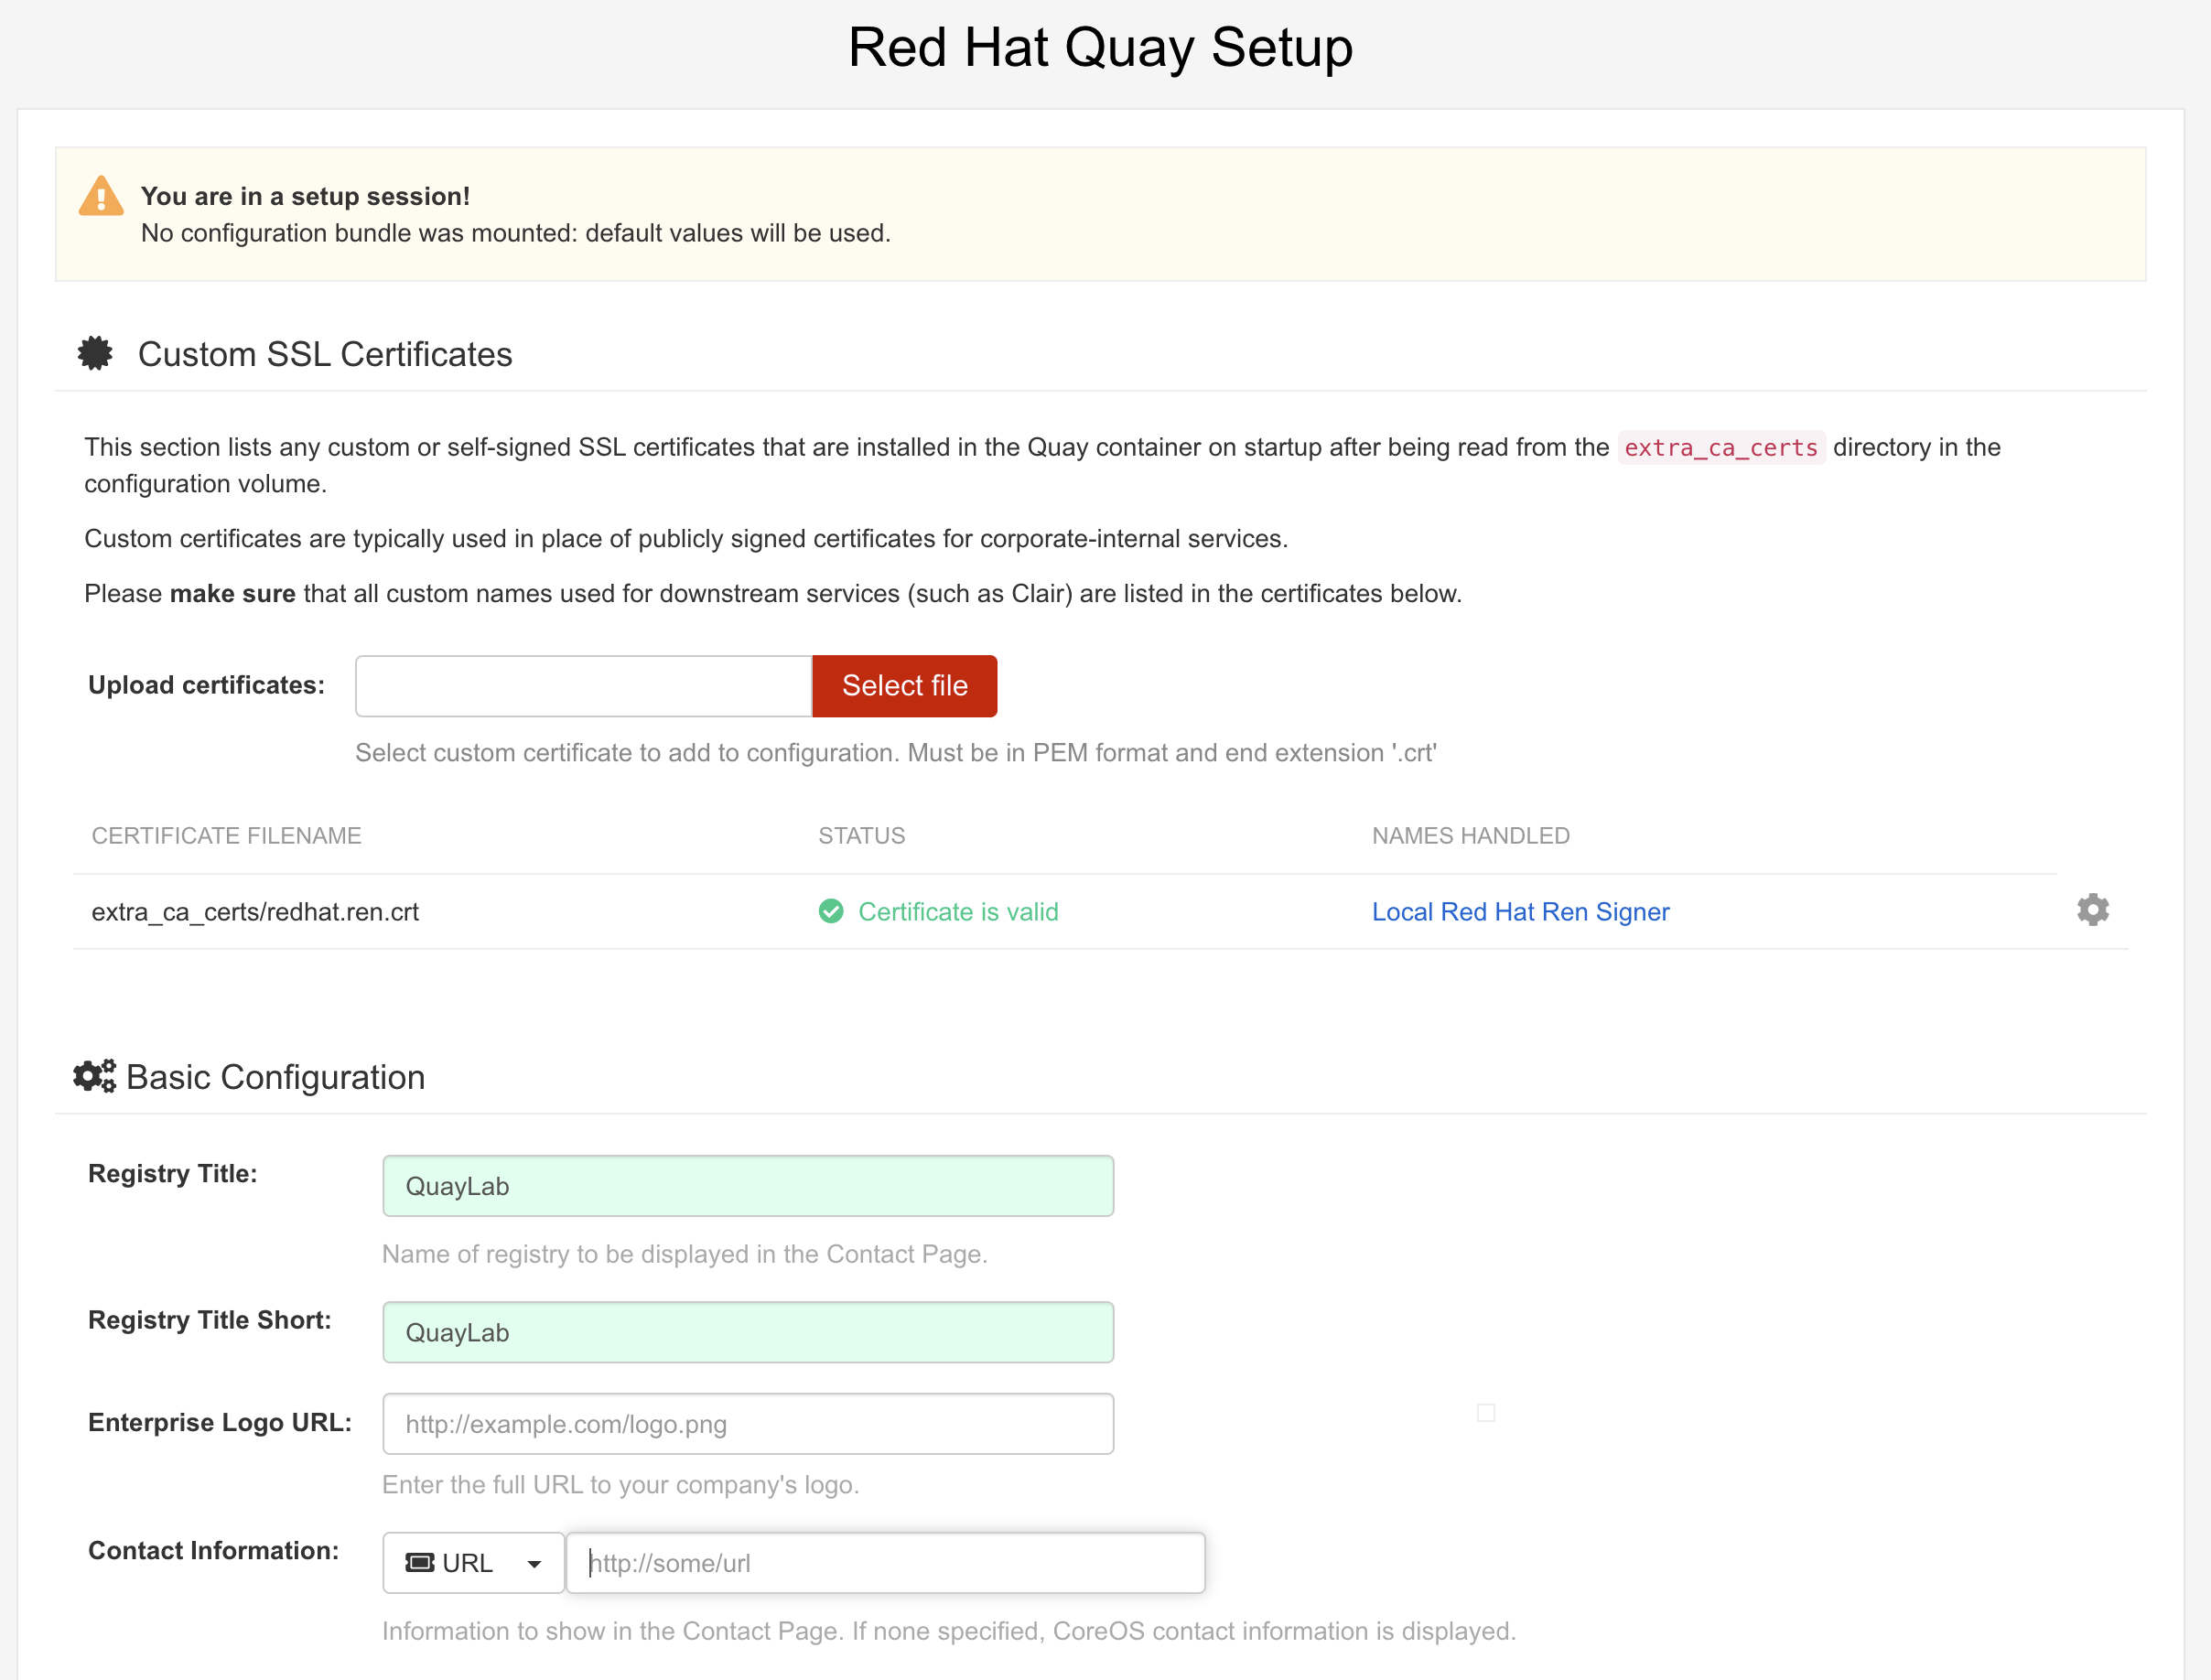 Red Hat Quay Setup
You are in a setup session!
No configuration bundle was mounted: default values will be used.
Custom SSL Certificates
This section lists any custom or self-signed SSL certificates that are installed in the Quay container on startup after being read from the extra_ca_certs directory in the
configuration volume.
Custom certificates are typically used in place of publicly signed certificates for corporate-internal services.
Please make sure that all custom names used for downstream services (such as Clair) are listed in the certificates below.
Upload certificates: Select file
Select custom certificate to add to configuration. Must be in PEM format and end extension '.crt'
CERTIFICATE FILENAME STATUS NAMES HANDLED
extra_ca_certs/redhat.ren.crt Certificate is valid Local Red Hat Ren Signer
Basic Configuration
Registry Title: QuayLab
Name of registry to be displayed in the Contact Page.
Registry Title Short: QuayLab
Enterprise Logo URL: http://example.com/logo.png
Enter the full URL to your company's logo.
Contact Information: URL http://some/url
Information to show in the Contact Page. If none specified, CoreOS contact information is displayed.